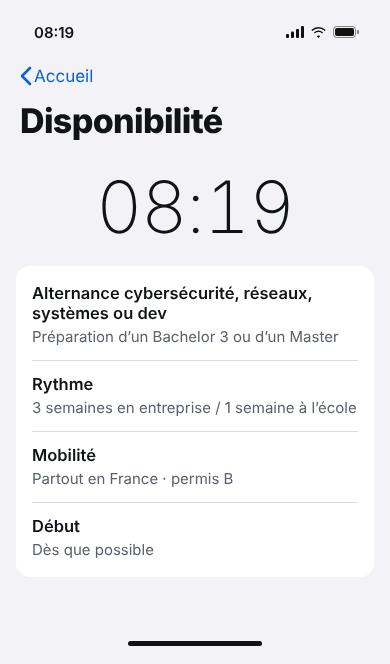 08:19
Accueil
Disponibilité
08:19
Alternance cybersécurité, réseaux,
systèmes ou dev
Préparation d’un Bachelor 3 ou d’un Master
Rythme
3 semaines en entreprise / 1 semaine à l’école
Mobilité
Partout en France · permis B
Début
Dès que possible